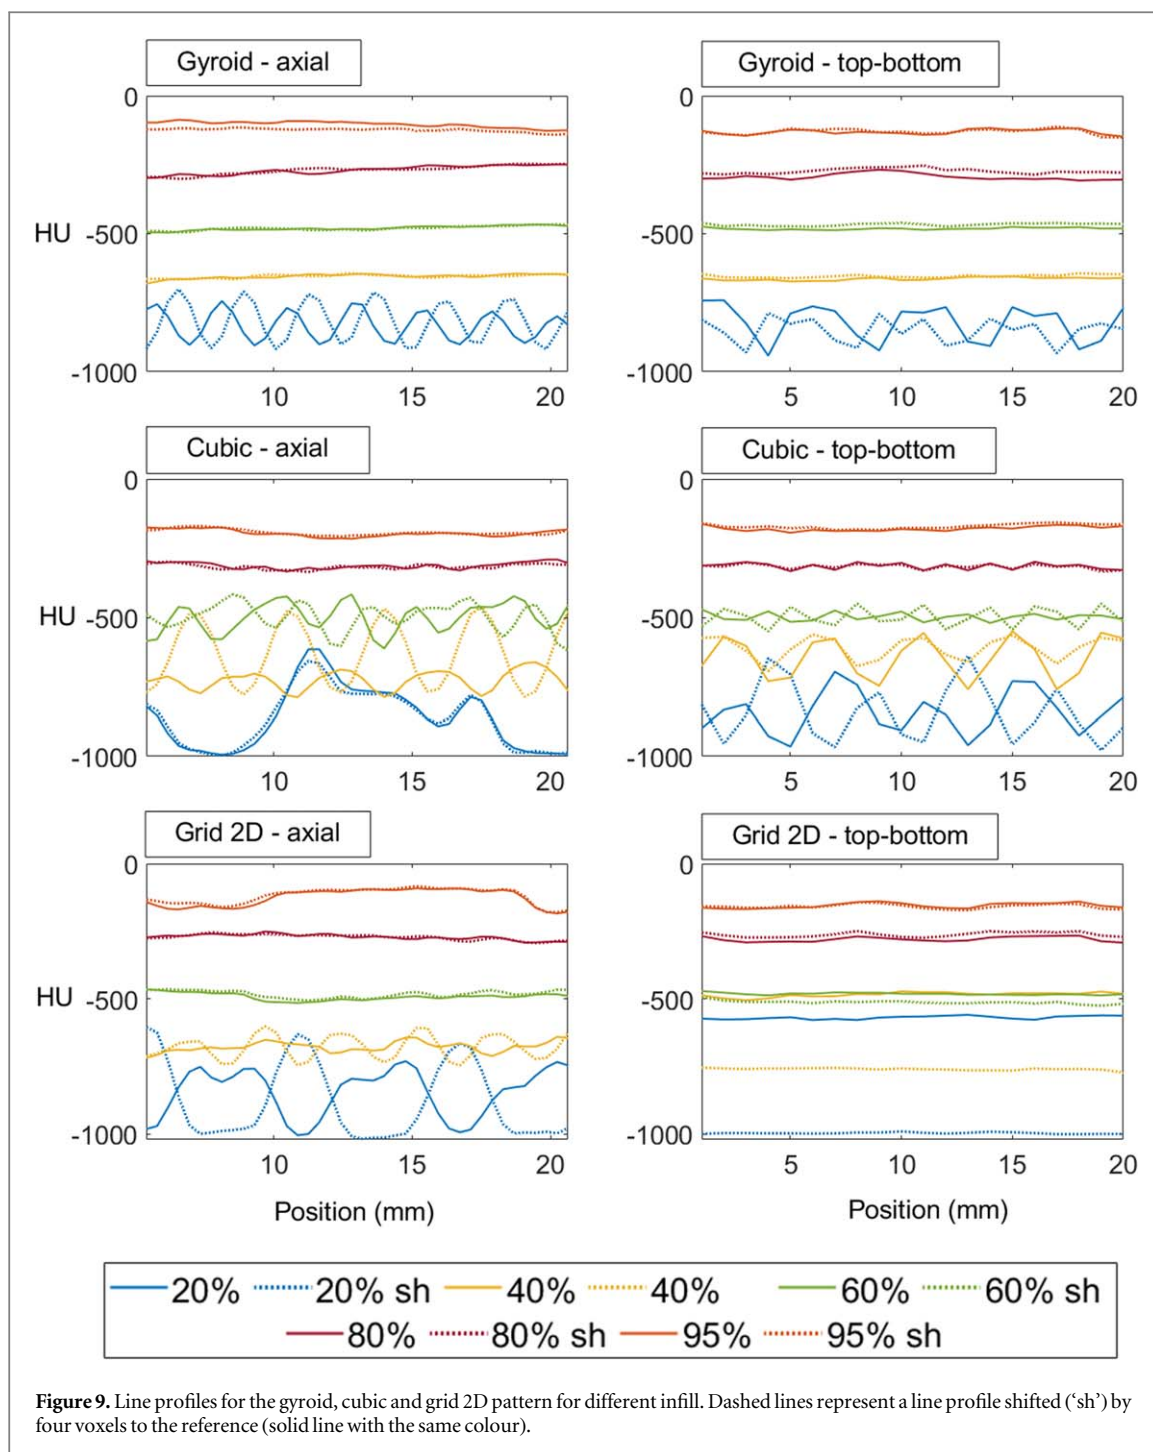 Gyroid - axial
Gyroid - top-bottom
0
-500
-1000
HU
10
15
20
0
-500
-1000
5
10
15
20
Cubic - axial
Cubic - top-bottom
0
-500
-1000
HU
10
15
20
0
-500
-1000
5
10
15
20
Grid 2D - axial
Grid 2D - top-bottom
0
-500
-1000
HU
10
15
20
0
-500
-1000
5
10
15
20
Position (mm)
Position (mm)
20% 20% sh 40% 40% 60% 60% sh
80% 80% sh 95% 95% sh
Figure 9. Line profiles for the gyroid, cubic and grid 2D pattern for different infill. Dashed lines represent a line profile shifted (‘sh’) by
four voxels to the reference (solid line with the same colour).